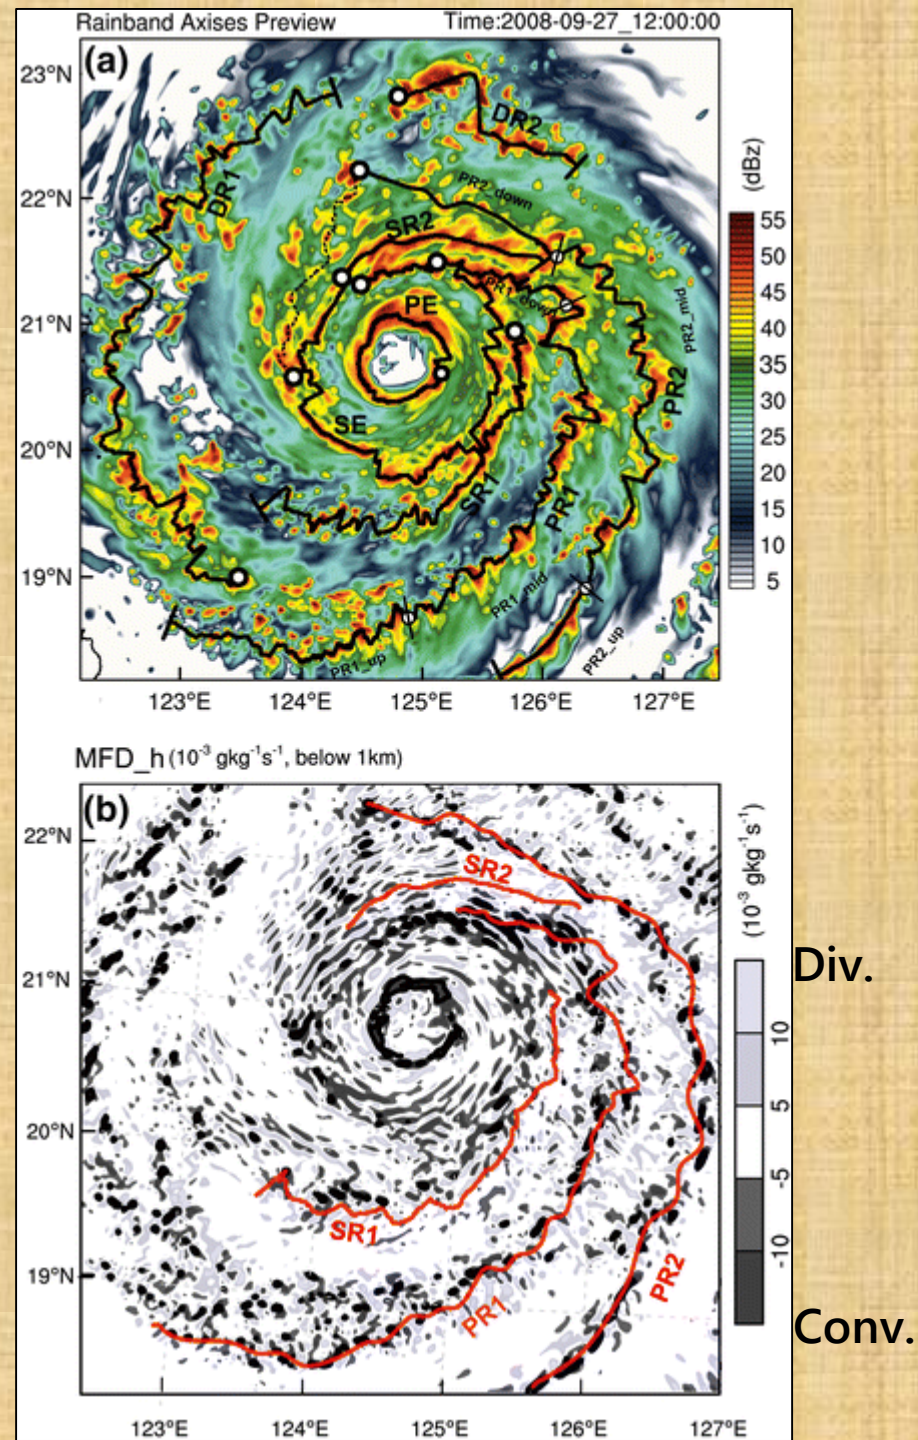 Rainband Axises Preview Time:2008-09-27_12:00:00
(a)
23°N
22°N
21°N
20°N
19°N
DR2
DR1
PR2_down
SR2
PR1_down
PE
PR2_mid
PR2
SE
SR1
PR1
PR1_mid
PR1_up
PR2_up
123°E 124°E 125°E 126°E 127°E
(dBz)
55
50
45
40
35
30
25
20
15
10
5
MFD_h (10⁻³ gkg⁻¹s⁻¹, below 1km)
(b)
22°N
21°N
20°N
19°N
SR2
SR1
PR1
PR2
123°E 124°E 125°E 126°E 127°E
(10⁻³ gkg⁻¹s⁻¹)
Div.
10
5
-5
-10
Conv.